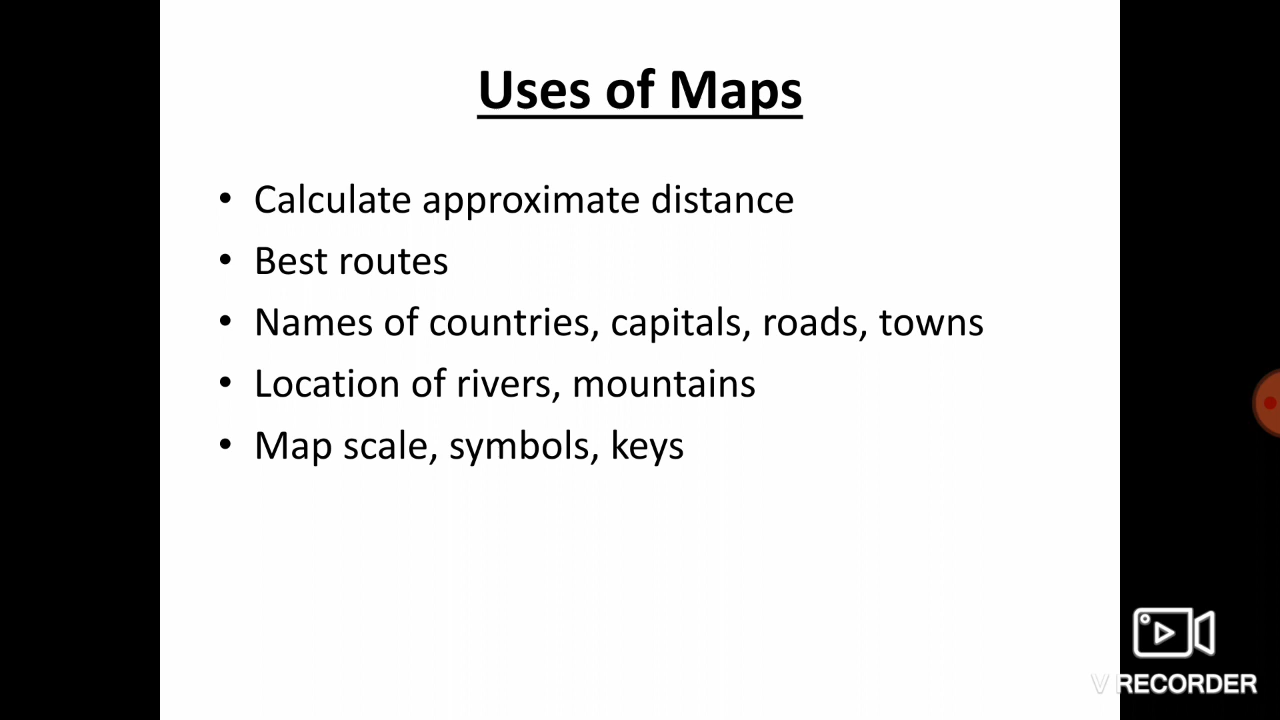 Uses of Maps
• Calculate approximate distance
• Best routes
• Names of countries, capitals, roads, towns
• Location of rivers, mountains
• Map scale, symbols, keys
V RECORDER